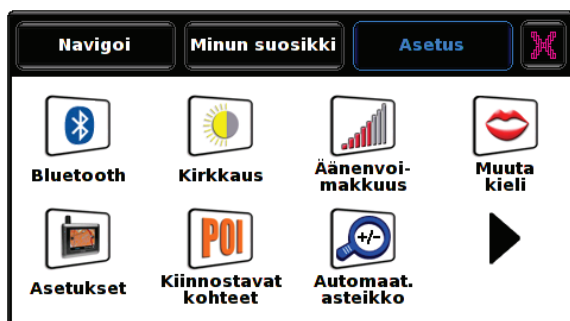 Navigoi
Minun suosikki
Asetus
Bluetooth
Kirkkaus
Äänenvoi-
makkuus
Muuta
kieli
POI
+/-
Asetukset
Kiinnostavat
kohteet
Automaat.
asteikko